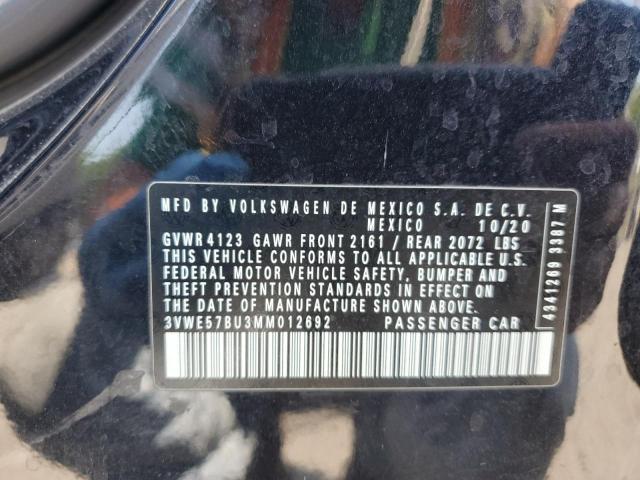 MFD BY VOLKSWAGEN DE MEXICO S.A. DE C.V.
MEXICO 10/20
GVWR 4123 GAWR FRONT 2161 / REAR 2072 LBS
THIS VEHICLE CONFORMS TO ALL APPLICABLE
FEDERAL MOTOR VEHICLE SAFETY, BUMPER AND
THEFT PREVENTION STANDARDS IN EFFECT ON
THE DATE OF MANUFACTURE SHOWN ABOVE.
3VWE57BU3MM012692 PASSENGER CAR
4341269 3387 M